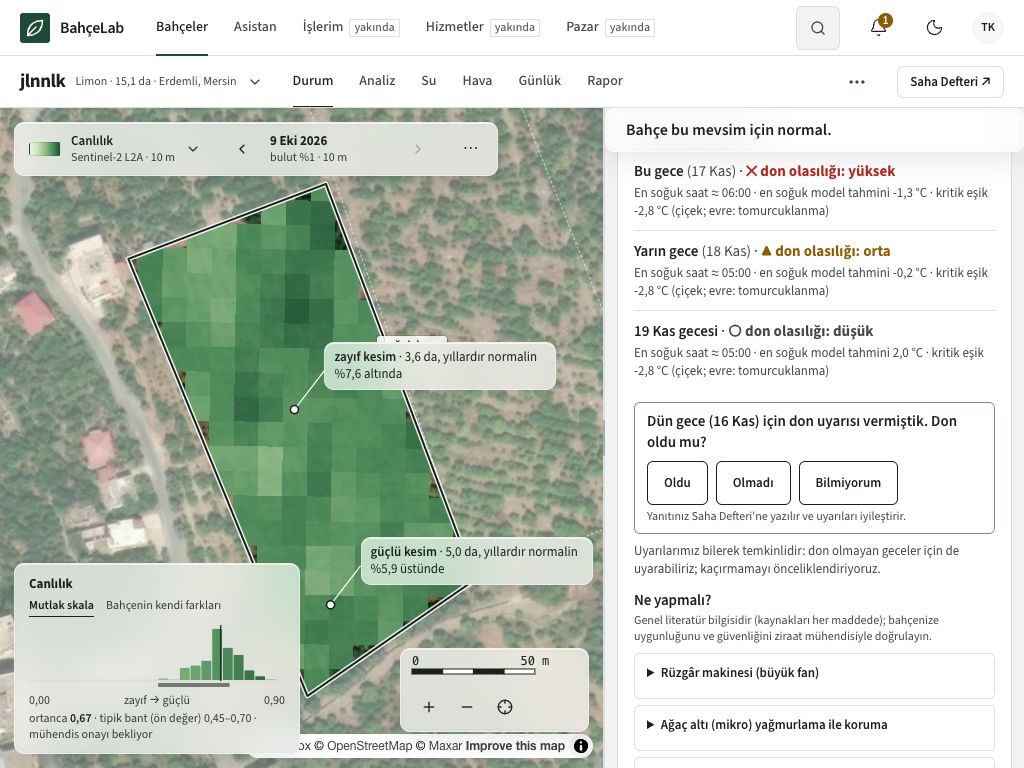 BahçeLab
Bahçeler
Asistan
İşlerim yakında
Hizmetler yakında
Pazar yakında
1
TK
jlnnlk
Limon · 15,1 da · Erdemli, Mersin
Durum
Analiz
Su
Hava
Günlük
Rapor
Saha Defteri ↗
Canlılık
Sentinel-2 L2A · 10 m
9 Eki 2026
bulut %1 · 10 m
zayıf kesim · 3,6 da, yıllardır normalin
%7,6 altında
güçlü kesim · 5,0 da, yıllardır normalin
%5,9 üstünde
Canlılık
Mutlak skala
Bahçenin kendi farkları
0,00
zayıf → güçlü
0,90
ortanca 0,67 · tipik bant (ön değer) 0,45–0,70 ·
mühendis onayı bekliyor
0
50 m
© OpenStreetMap © Maxar Improve this map
Bahçe bu mevsim için normal.
Bu gece (17 Kas) · don olasılığı: yüksek
En soğuk saat ≈ 06:00 · en soğuk model tahmini -1,3 °C · kritik eşik
-2,8 °C (çiçek; evre: tomurcuklanma)
Yarın gece (18 Kas) · don olasılığı: orta
En soğuk saat ≈ 05:00 · en soğuk model tahmini -0,2 °C · kritik eşik
-2,8 °C (çiçek; evre: tomurcuklanma)
19 Kas gecesi · don olasılığı: düşük
En soğuk saat ≈ 05:00 · en soğuk model tahmini 2,0 °C · kritik eşik
-2,8 °C (çiçek; evre: tomurcuklanma)
Dün gece (16 Kas) için don uyarısı vermiştik. Don
oldu mu?
Oldu
Olmadı
Bilmiyorum
Yanıtınız Saha Defteri'ne yazılır ve uyarıları iyileştirir.
Uyarılarımız bilerek temkinlidir: don olmayan geceler için de
uyarabiliriz; kaçırmamayı önceliklendiriyoruz.
Ne yapmalı?
Genel literatür bilgisidir (kaynakları her maddede); bahçenize
uygunluğunu ve güvenliğini ziraat mühendisiyle doğrulayın.
Rüzgâr makinesi (büyük fan)
Ağaç altı (mikro) yağmurlama ile koruma